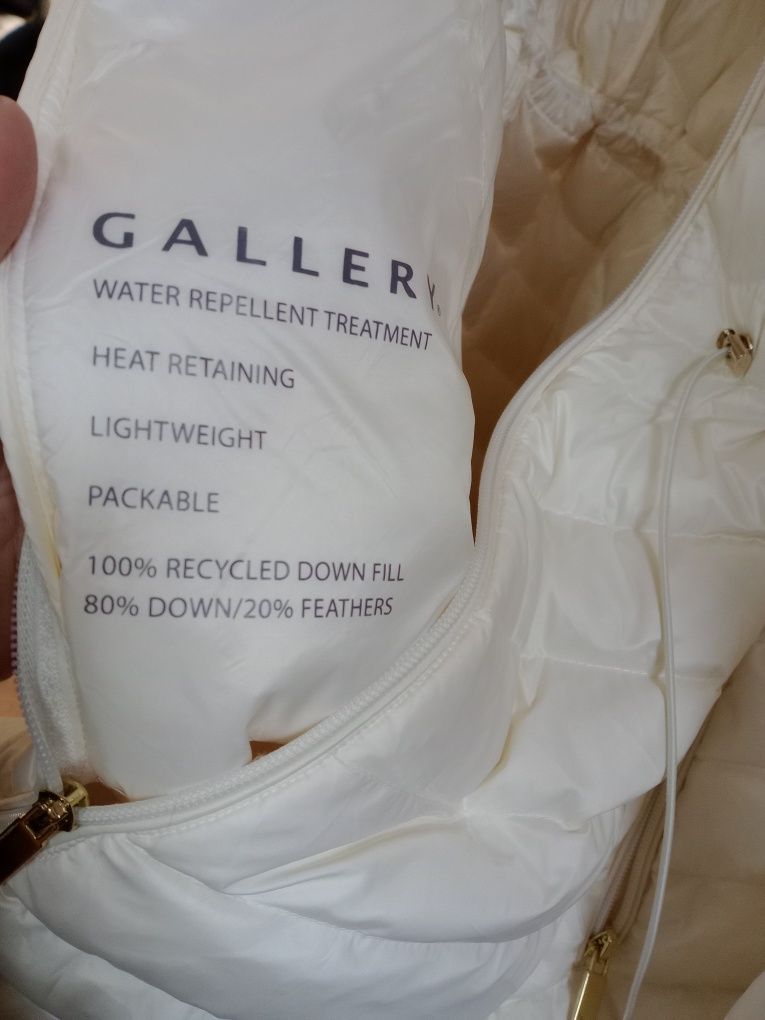 GALLERY®
WATER REPELLENT TREATMENT
HEAT RETAINING
LIGHTWEIGHT
PACKABLE
100% RECYCLED DOWN FILL
80% DOWN/20% FEATHERS